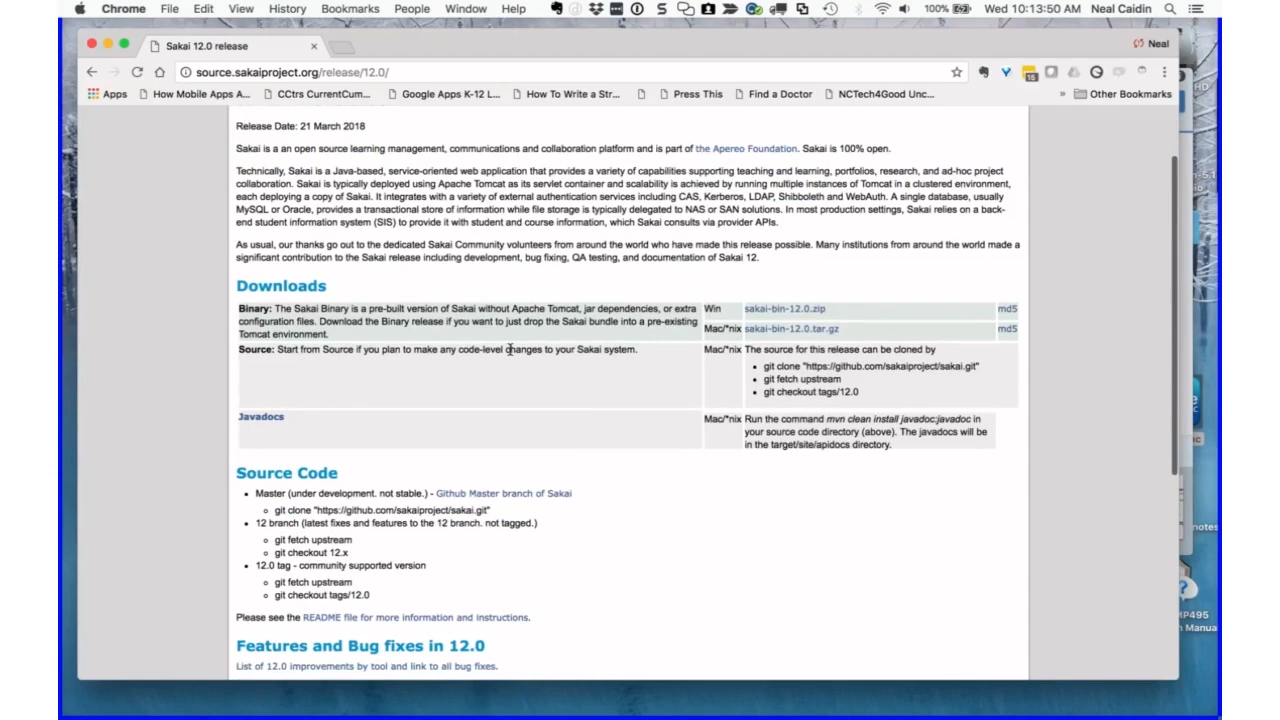 Chrome File Edit View History Bookmarks People Window Help 100% Wed 10:13:50 AM Neal Caidin
Sakai 12.0 release
Neal
source.sakaiproject.org/release/12.0/
Apps How Mobile Apps A... CCtrs CurrentCum... Google Apps K-12 L... How To Write a Str... Press This Find a Doctor NCTech4Good Unc... » Other Bookmarks
Release Date: 21 March 2018
Sakai is a an open source learning management, communications and collaboration platform and is part of the Apereo Foundation. Sakai is 100% open.
Technically, Sakai is a Java-based, service-oriented web application that provides a variety of capabilities supporting teaching and learning, portfolios, research, and ad-hoc project
collaboration. Sakai is typically deployed using Apache Tomcat as its servlet container and scalability is achieved by running multiple instances of Tomcat in a clustered environment,
each deploying a copy of Sakai. It integrates with a variety of external authentication services including CAS, Kerberos, LDAP, Shibboleth and WebAuth. A single database, usually
MySQL or Oracle, provides a transactional store of information while file storage is typically delegated to NAS or SAN solutions. In most production settings, Sakai relies on a back-
end student information system (SIS) to provide it with student and course information, which Sakai consults via provider APIs.
As usual, our thanks go out to the dedicated Sakai Community volunteers from around the world who have made this release possible. Many institutions from around the world made a
significant contribution to the Sakai release including development, bug fixing, QA testing, and documentation of Sakai 12.
Downloads
Binary: The Sakai Binary is a pre-built version of Sakai without Apache Tomcat, jar dependencies, or extra
configuration files. Download the Binary release if you want to just drop the Sakai bundle into a pre-existing
Tomcat environment.
Win sakai-bin-12.0.zip md5
Mac/*nix sakai-bin-12.0.tar.gz md5
Source: Start from Source if you plan to make any code-level changes to your Sakai system.
Mac/*nix The source for this release can be cloned by
git clone "https://github.com/sakaiproject/sakai.git"
git fetch upstream
git checkout tags/12.0
Javadocs
Mac/*nix Run the command mvn clean install javadoc:javadoc in
your source code directory (above). The javadocs will be
in the target/site/apidocs directory.
Source Code
Master (under development. not stable.) - Github Master branch of Sakai
git clone "https://github.com/sakaiproject/sakai.git"
12 branch (latest fixes and features to the 12 branch. not tagged.)
git fetch upstream
git checkout 12.x
12.0 tag - community supported version
git fetch upstream
git checkout tags/12.0
Please see the README file for more information and instructions.
Features and Bug fixes in 12.0
List of 12.0 improvements by tool and link to all bug fixes.
HD
notes
MP495
Manual